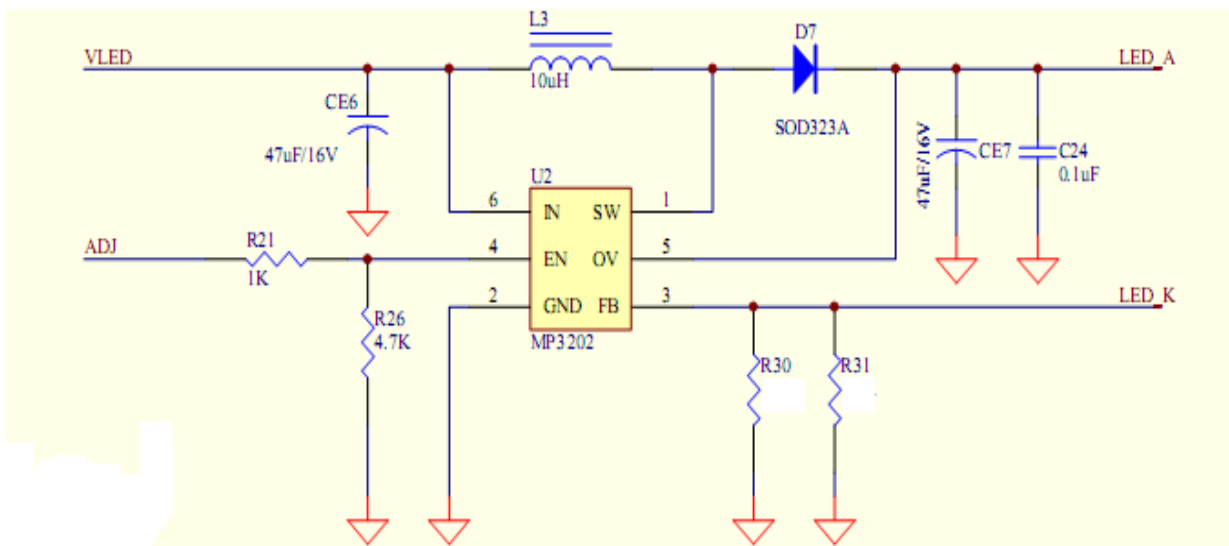 L3
D7
VLED
LED_A
10uH
CE6
47uF/16V
SOD323A
47uF/16V
CE7
C24
0.1uF
U2
6 IN SW 1
ADJ
R21
1K
4 EN OV 5
2 GND FB 3
LED_K
R26
4.7K
MP3202
R30
R31